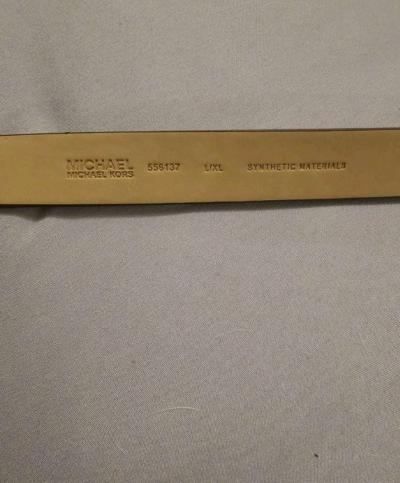 MICHAEL
MICHAEL KORS
556137 L/XL SYNTHETIC MATERIALS